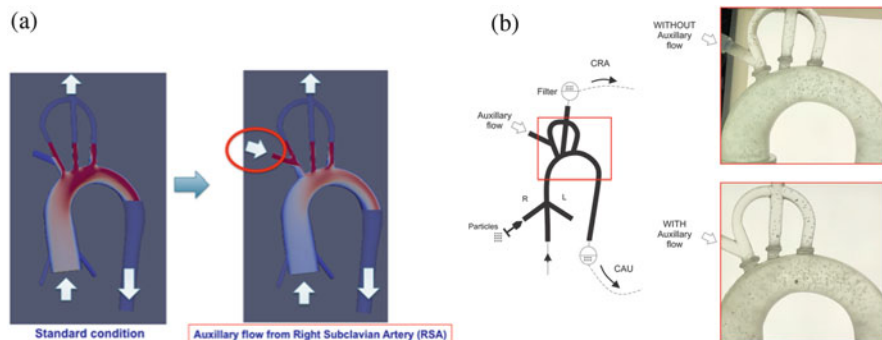 (a)
Standard condition
Auxillary flow from Right Subclavian Artery (RSA)
(b)
CRA
Filter
Auxillary
flow
R
L
Particles
CAU
WITHOUT
Auxillary
flow
WITH
Auxillary
flow